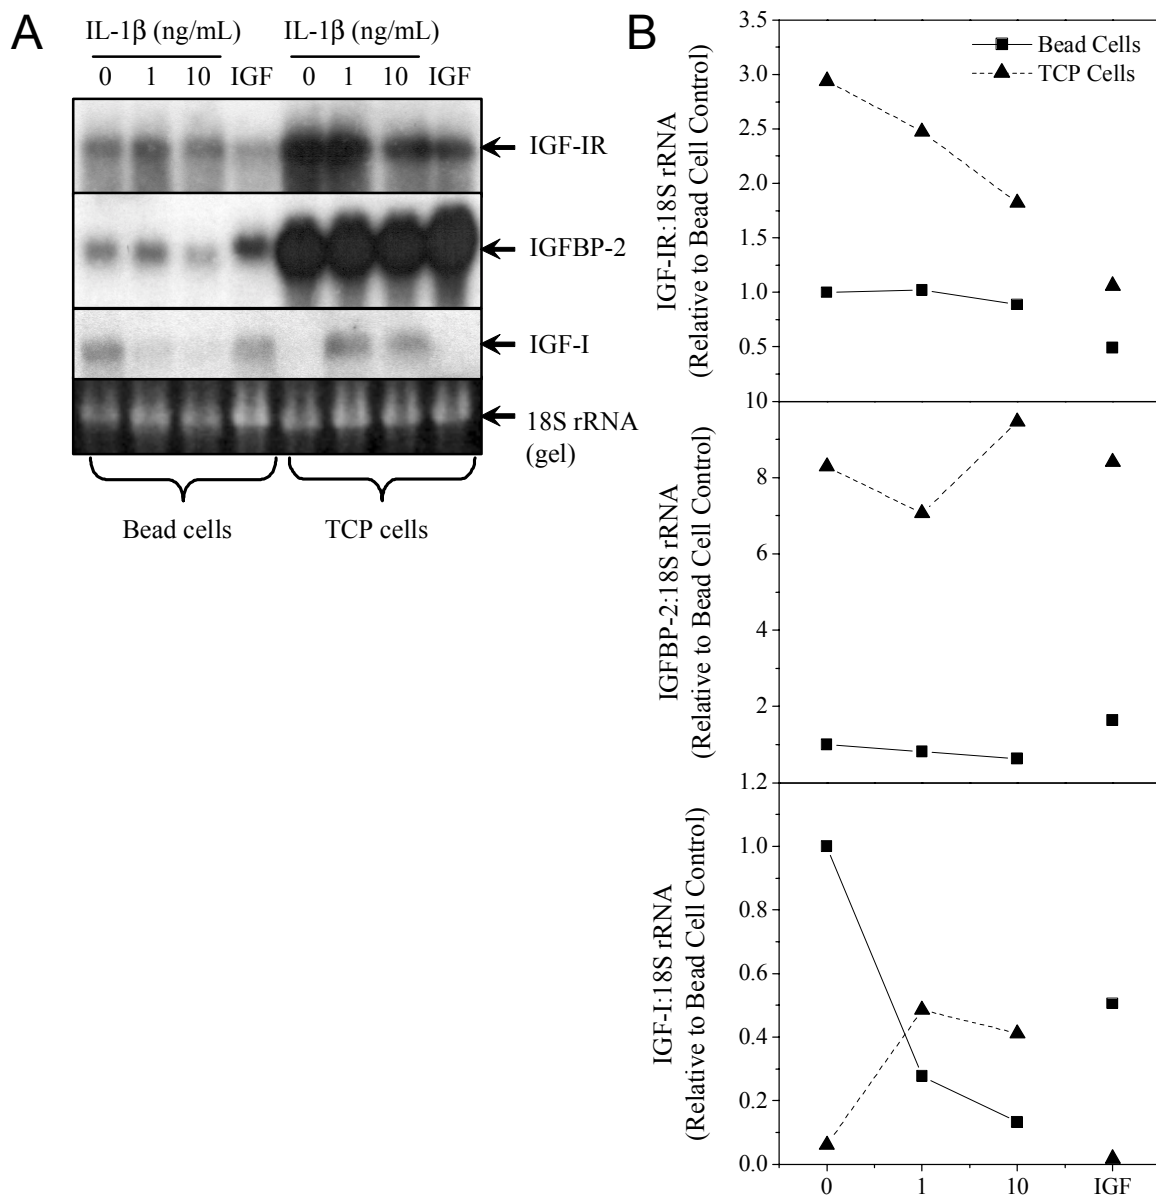 A
IL-1β (ng/mL) IL-1β (ng/mL)
0 1 10 IGF 0 1 10 IGF
IGF-IR
IGFBP-2
IGF-I
18S rRNA
(gel)
Bead cells TCP cells
B
Bead Cells
TCP Cells
IGF-IR:18S rRNA
(Relative to Bead Cell Control)
3.5
3.0
2.5
2.0
1.5
1.0
0.5
IGFBP-2:18S rRNA
(Relative to Bead Cell Control)
10
8
6
4
2
IGF-I:18S rRNA
(Relative to Bead Cell Control)
1.2
1.0
0.8
0.6
0.4
0.2
0.0
0 1 10 IGF